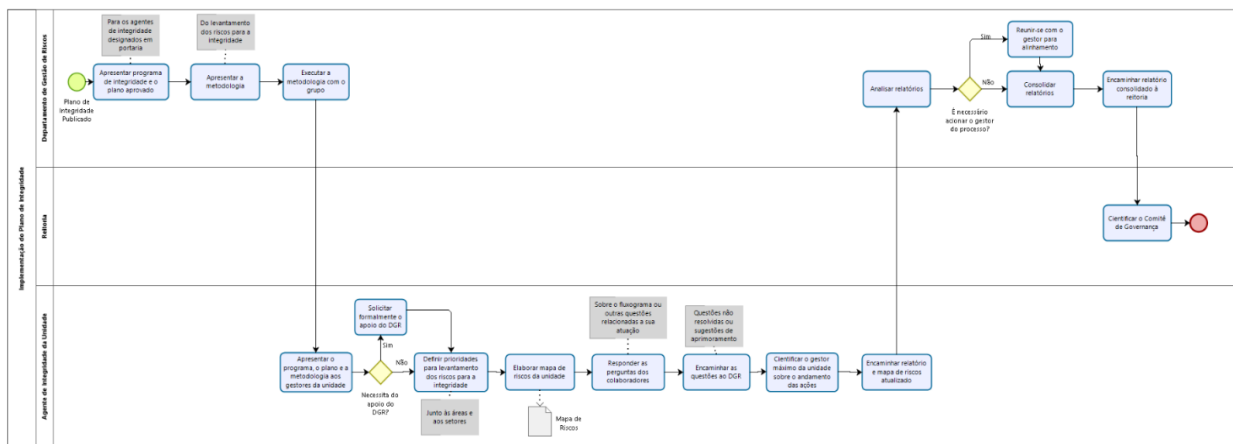 Implementação do Plano de Integridade
Departamento de Gestão de Riscos
Para os agentes
de integridade
designados em
portaria
Do levantamento
dos riscos para a
integridade
Plano de
Integridade
Publicado
Apresentar programa
de integridade e o
plano aprovado
Apresentar a
metodologia
Executar a
metodologia com o
grupo
Analisar relatórios
É necessário
acionar o gestor
do processo?
Sim
Não
Reunir-se com o
gestor para
alinhamento
Consolidar
relatórios
Encaminhar relatório
consolidado à
reitoria
Reitoria
Cientificar o Comitê
de Governança
Agente de Integridade da Unidade
Apresentar o
programa, o plano e a
metodologia aos
gestores da unidade
Necessita do
apoio do
DGR?
Sim
Não
Solicitar
formalmente o
apoio do DGR
Definir prioridades
para levantamento
dos riscos para a
integridade
Junto às áreas e
aos setores
Elaborar mapa de
riscos da unidade
Mapa de
Riscos
Sobre o fluxograma ou
outras questões
relacionadas a sua
atuação
Responder as
perguntas dos
colaboradores
Questões não
resolvidas ou
sugestões de
aprimoramento
Encaminhar as
questões ao DGR
Cientificar o gestor
máximo da unidade
sobre o andamento
das ações
Encaminhar relatório
e mapa de riscos
atualizado